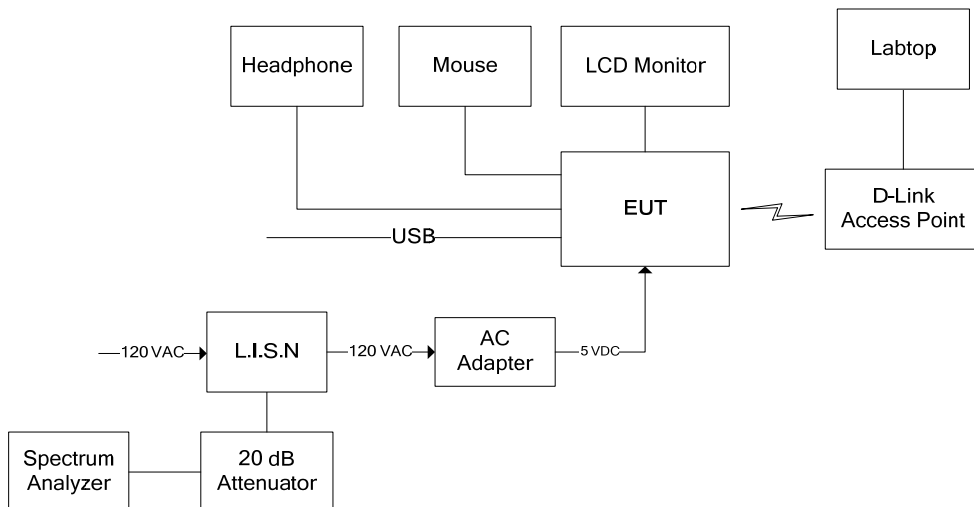 Headphone
Mouse
LCD Monitor
Labtop
EUT
D-Link
Access Point
USB
120 VAC
L.I.S.N
120 VAC
AC
Adapter
5 VDC
Spectrum
Analyzer
20 dB
Attenuator